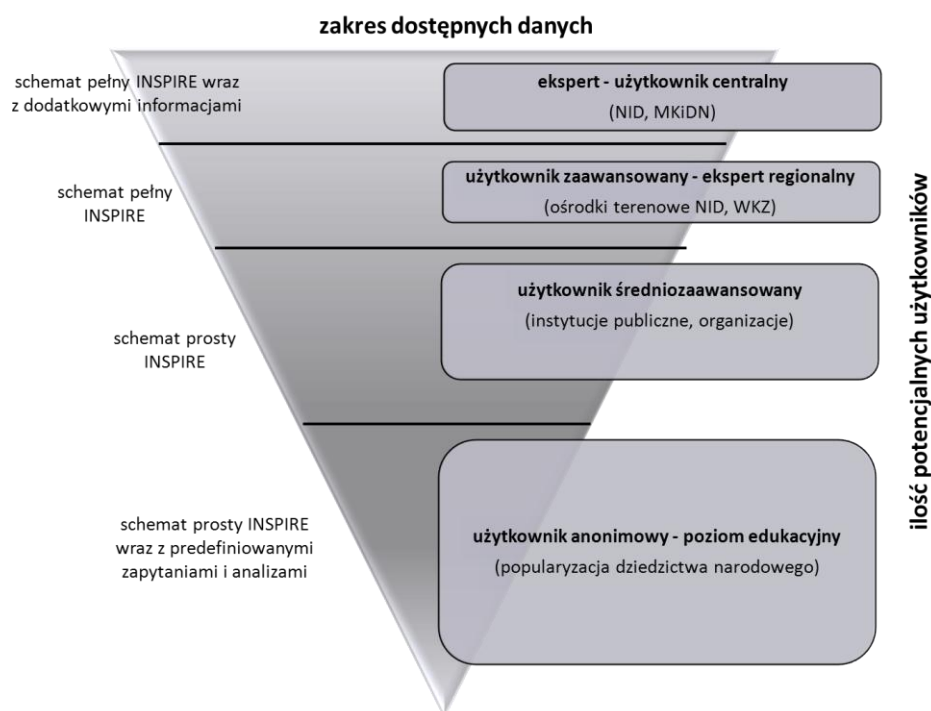 zakres dostępnych danych
schemat pełny INSPIRE wraz
z dodatkowymi informacjami
ekspert - użytkownik centralny
(NID, MKiDN)
schemat pełny
INSPIRE
użytkownik zaawansowany - ekspert regionalny
(ośrodki terenowe NID, WKZ)
schemat prosty
INSPIRE
użytkownik średniozaawansowany
(instytucje publiczne, organizacje)
schemat prosty INSPIRE
wraz z predefiniowanymi
zapytaniami i analizami
użytkownik anonimowy - poziom edukacyjny
(popularyzacja dziedzictwa narodowego)
ilość potencjalnych użytkowników